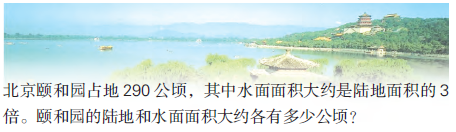 北京颐和园占地 290 公顷，其中水面面积大约是陆地面积的 3
倍。颐和园的陆地和水面面积大约各有多少公顷？